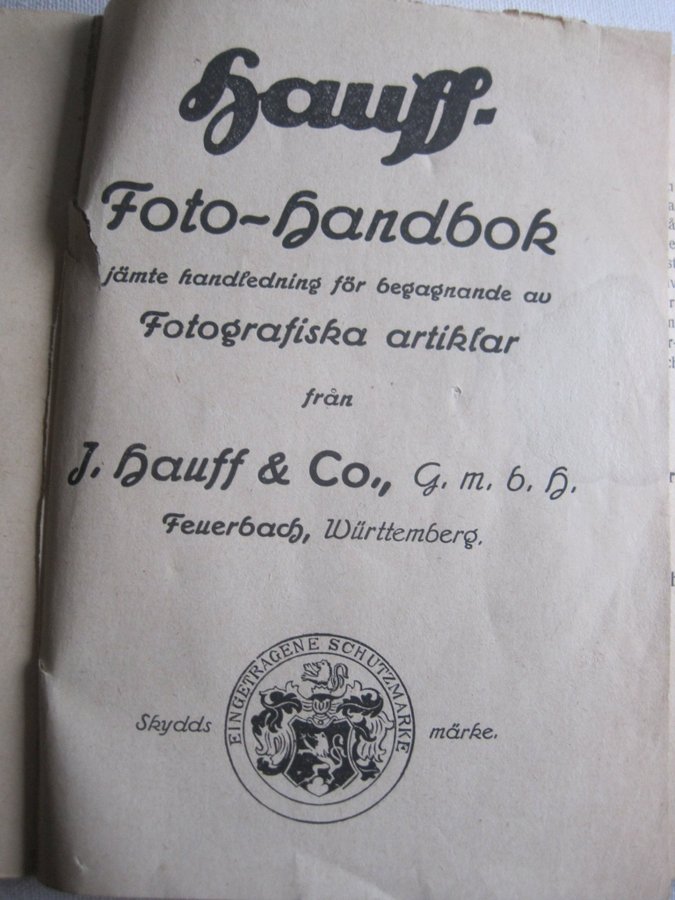 Hauff-
Foto-Handbok
jämte handledning för begagnande av
Fotografiska artiklar
från
J. Hauff & Co., G. m. b. H.
Feuerbach, Württemberg.
EINGETRAGENE SCHUTZMARKE
Skydds märke.